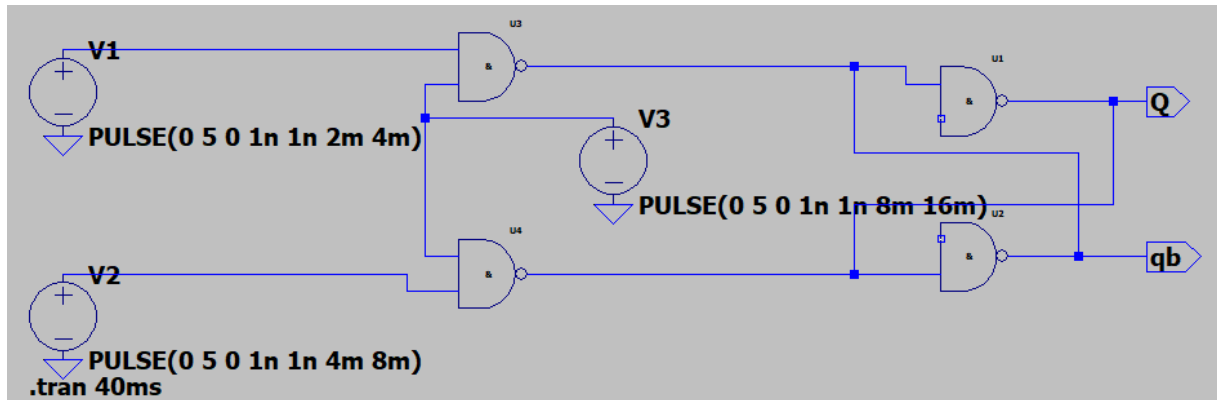 U3
V1
&
U1
&
Q
V3
PULSE(0 5 0 1n 1n 2m 4m)
PULSE(0 5 0 1n 1n 8m 16m)
U2
U4
V2
&
&
qb
PULSE(0 5 0 1n 1n 4m 8m)
.tran 40ms